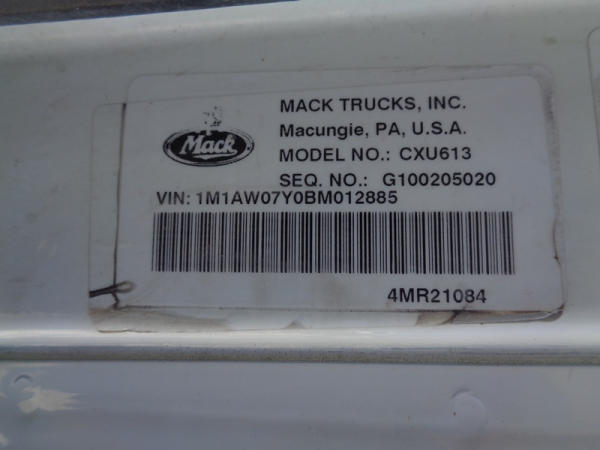 Mack
MACK TRUCKS, INC.
Macungie, PA, U.S.A.
MODEL NO.: CXU613
SEQ. NO.: G100205020
VIN: 1M1AW07Y0BM012885
4MR21084